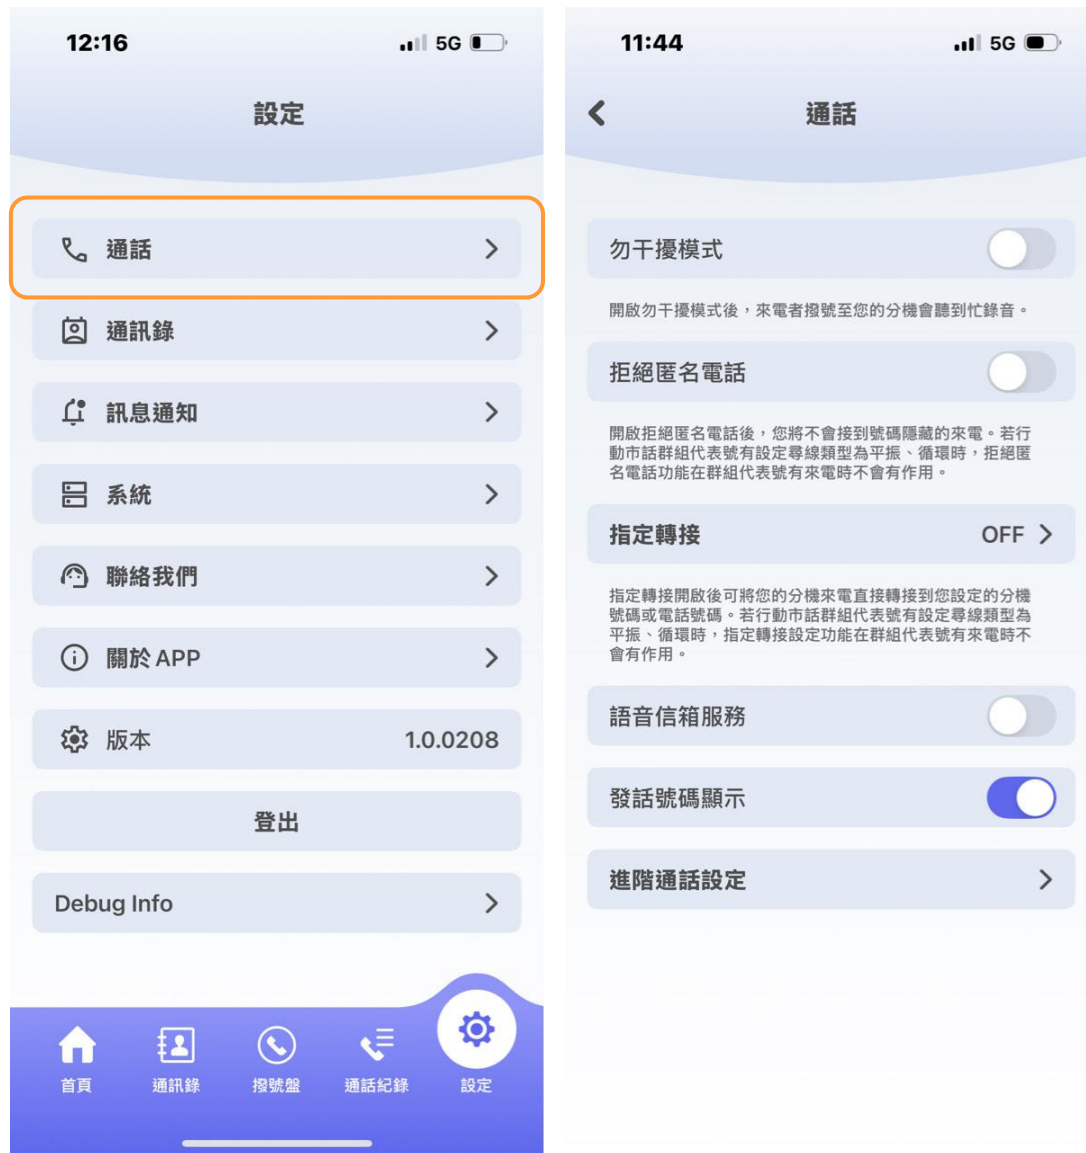 12:16
5G
設定
通話
通訊錄
訊息通知
系統
聯絡我們
關於 APP
版本
1.0.0208
登出
Debug Info
首頁
通訊錄
撥號盤
通話紀錄
設定
11:44
5G
通話
勿干擾模式
開啟勿干擾模式後，來電者撥號至您的分機會聽到忙錄音。
拒絕匿名電話
開啟拒絕匿名電話後，您將不會接到號碼隱藏的來電。若行
動市話群組代表號有設定尋線類型為平振、循環時，拒絕匿
名電話功能在群組代表號有來電時不會有作用。
指定轉接
OFF
指定轉接開啟後可將您的分機來電直接轉接到您設定的分機
號碼或電話號碼。若行動市話群組代表號有設定尋線類型為
平振、循環時，指定轉接設定功能在群組代表號有來電時不
會有作用。
語音信箱服務
發話號碼顯示
進階通話設定